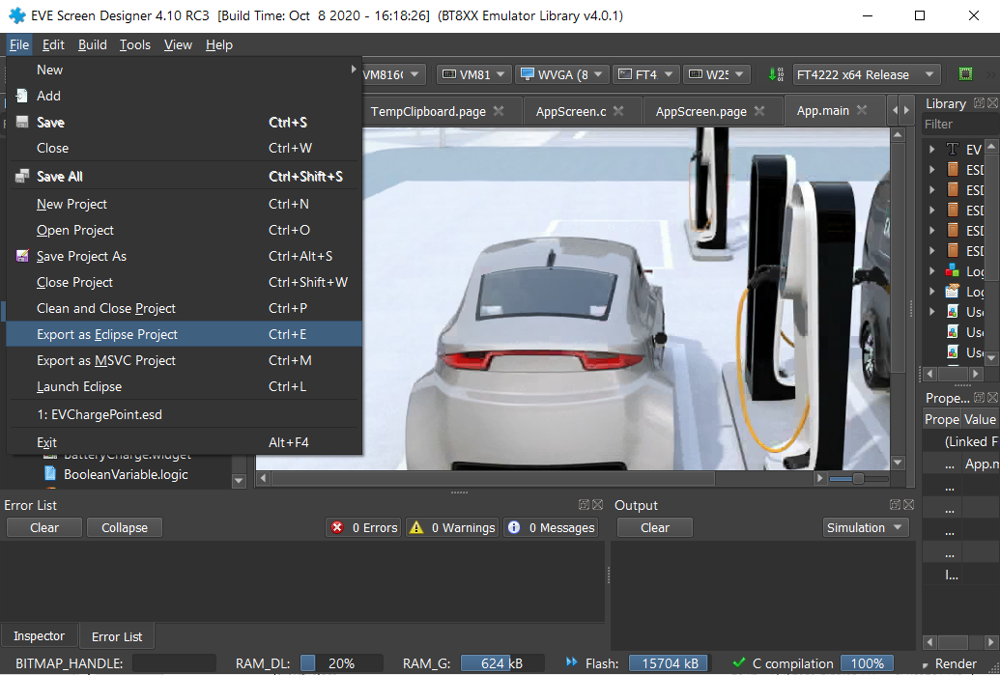 EVE Screen Designer 4.10 RC3 [Build Time: Oct 8 2020 - 16:18:26] (BT8XX Emulator Library v4.0.1)
File Edit Build Tools View Help
VM81 WVGA (8 FT4 W25 FT4222 x64 Release
New
Add
Save Ctrl+S
Close Ctrl+W
Save All Ctrl+Shift+S
New Project Ctrl+N
Open Project Ctrl+O
Save Project As Ctrl+Alt+S
Close Project Ctrl+Shift+W
Clean and Close Project Ctrl+P
Export as Eclipse Project Ctrl+E
Export as MSVC Project Ctrl+M
Launch Eclipse Ctrl+L
1: EVChargePoint.esd
Exit Alt+F4
TempClipboard.page AppScreen.c AppScreen.page App.main
BatteryCharge.widget
BooleanVariable.logic
Library
Filter
EV
ESD
ESD
ESD
ESD
ESD
Log
Log
Use
Use
Use
Prope...
Prope Value
(Linked F
... App.n
...
...
...
...
I...
Error List
Clear Collapse 0 Errors 0 Warnings 0 Messages
Output
Clear Simulation
Inspector Error List
BITMAP_HANDLE: RAM_DL: 20% RAM_G: 624 kB Flash: 15704 kB C compilation 100% Render